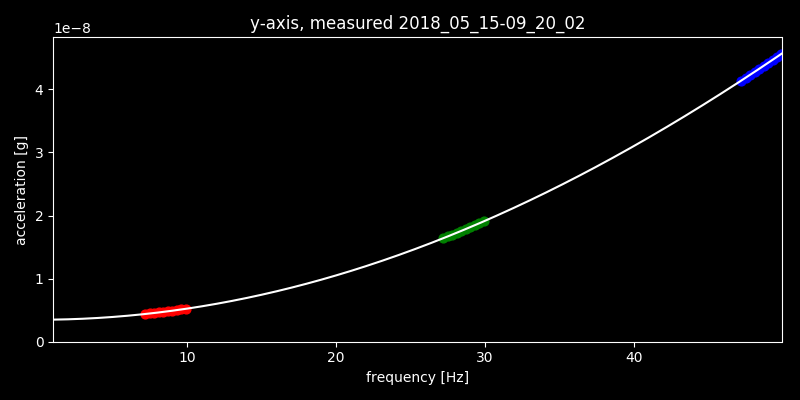 y-axis, measured 2018_05_15-09_20_02
1e−8
4
3
2
1
0
acceleration [g]
10 20 30 40
frequency [Hz]